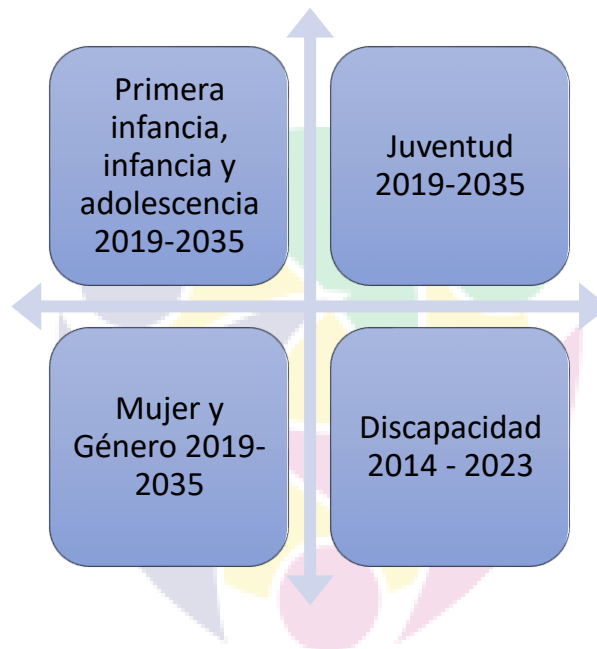 Primera
infancia,
infancia y
adolescencia
2019-2035
Juventud
2019-2035
Mujer y
Género 2019-
2035
Discapacidad
2014 - 2023